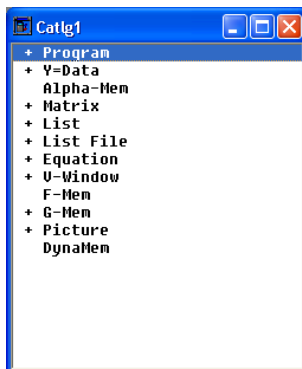 Catlg1
+ Program
+ Y=Data
Alpha-Mem
+ Matrix
+ List
+ List File
+ Equation
+ V-Window
F-Mem
+ G-Mem
+ Picture
DynaMem